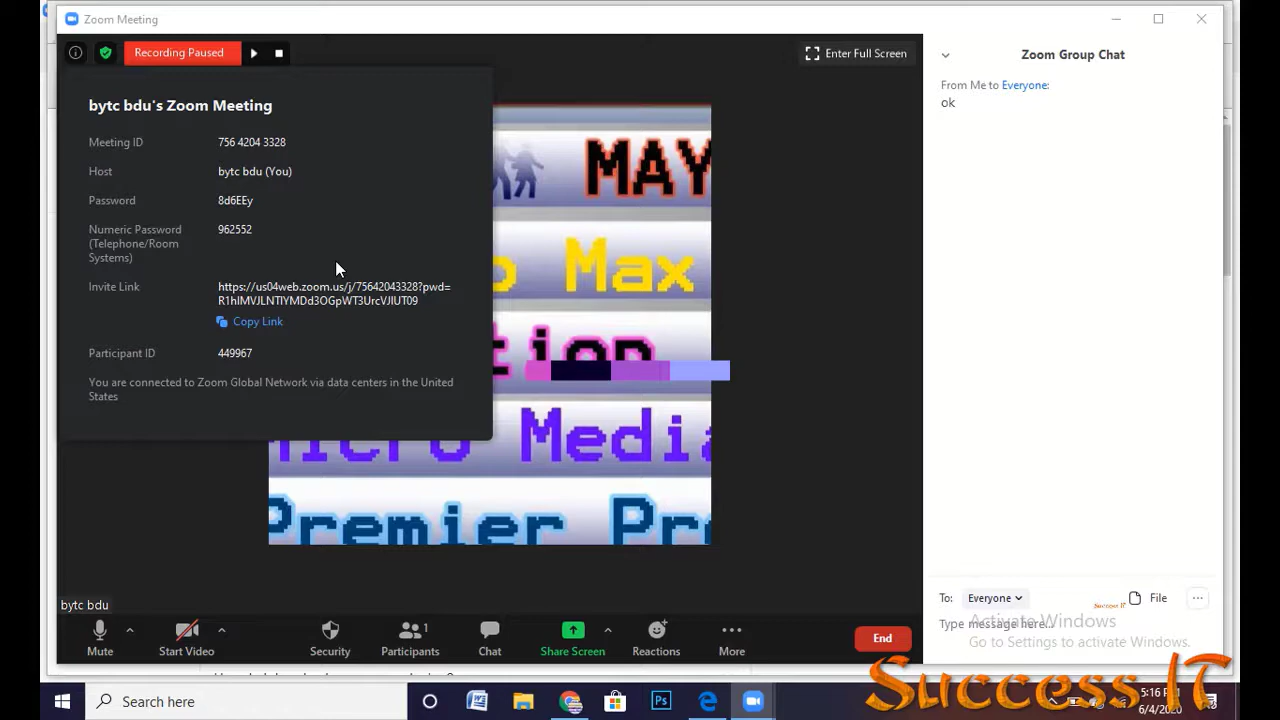 Zoom Meeting
Recording Paused
Enter Full Screen
Zoom Group Chat
From Me to Everyone:
ok
bytc bdu's Zoom Meeting
Meeting ID 756 4204 3328
Host bytc bdu (You)
Password 8d6EEy
Numeric Password 962552
(Telephone/Room
Systems)
Invite Link https://us04web.zoom.us/j/75642043328?pwd=
Copy Link
Participant ID 449967
You are connected to Zoom Global Network via data centers in the United
States
MAY
o Max
tion
Micro Media
Premier Pr
bytc bdu
To: Everyone File
Type message here...
Activate Windows
Go to Settings to activate Windows.
Mute
Start Video
Security
1
Participants
Chat
Share Screen
Reactions
More
End
Success IT
Success IT
Search here
6/4/2020